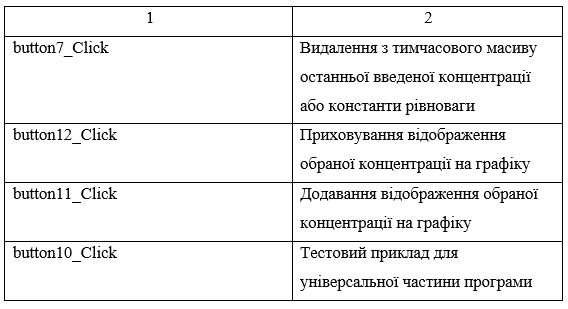 1 2
button7_Click Видалення з тимчасового масиву
останньої введеної концентрації
або константи рівноваги
button12_Click Приховування відображення
обраної концентрації на графіку
button11_Click Додавання відображення обраної
концентрації на графіку
button10_Click Тестовий приклад для
універсальної частини програми